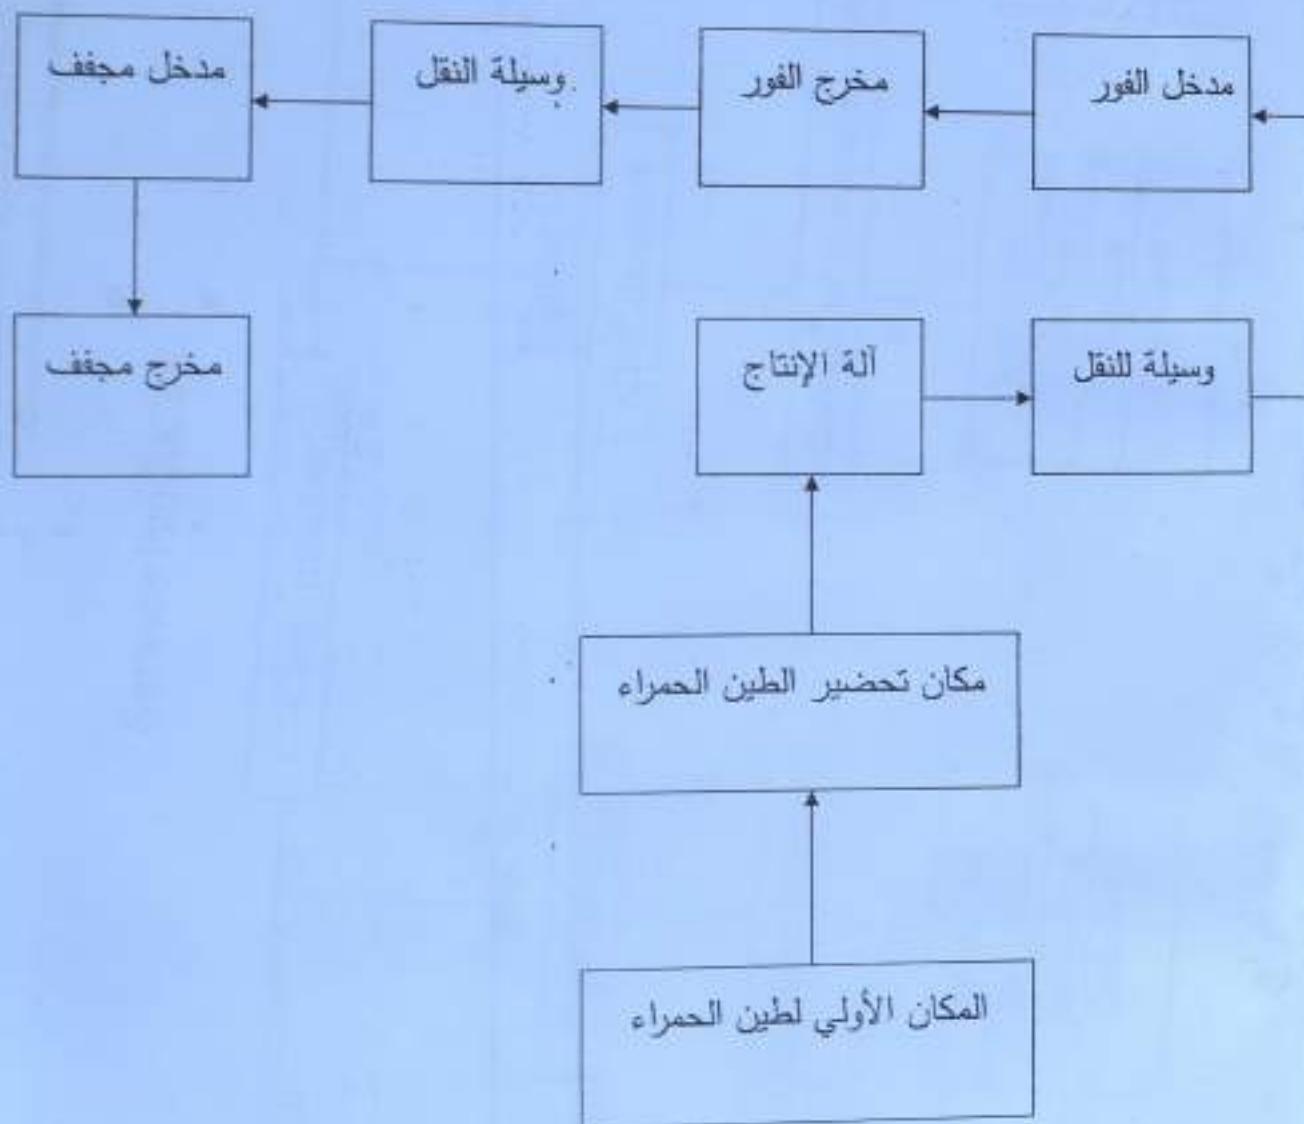 مدخل الفور
مخرج الفور
وسيلة النقل
مدخل مجفف
مخرج مجفف
آلة الإنتاج
وسيلة للنقل
مكان تحضير الطين الحمراء
المكان الأولي لطين الحمراء